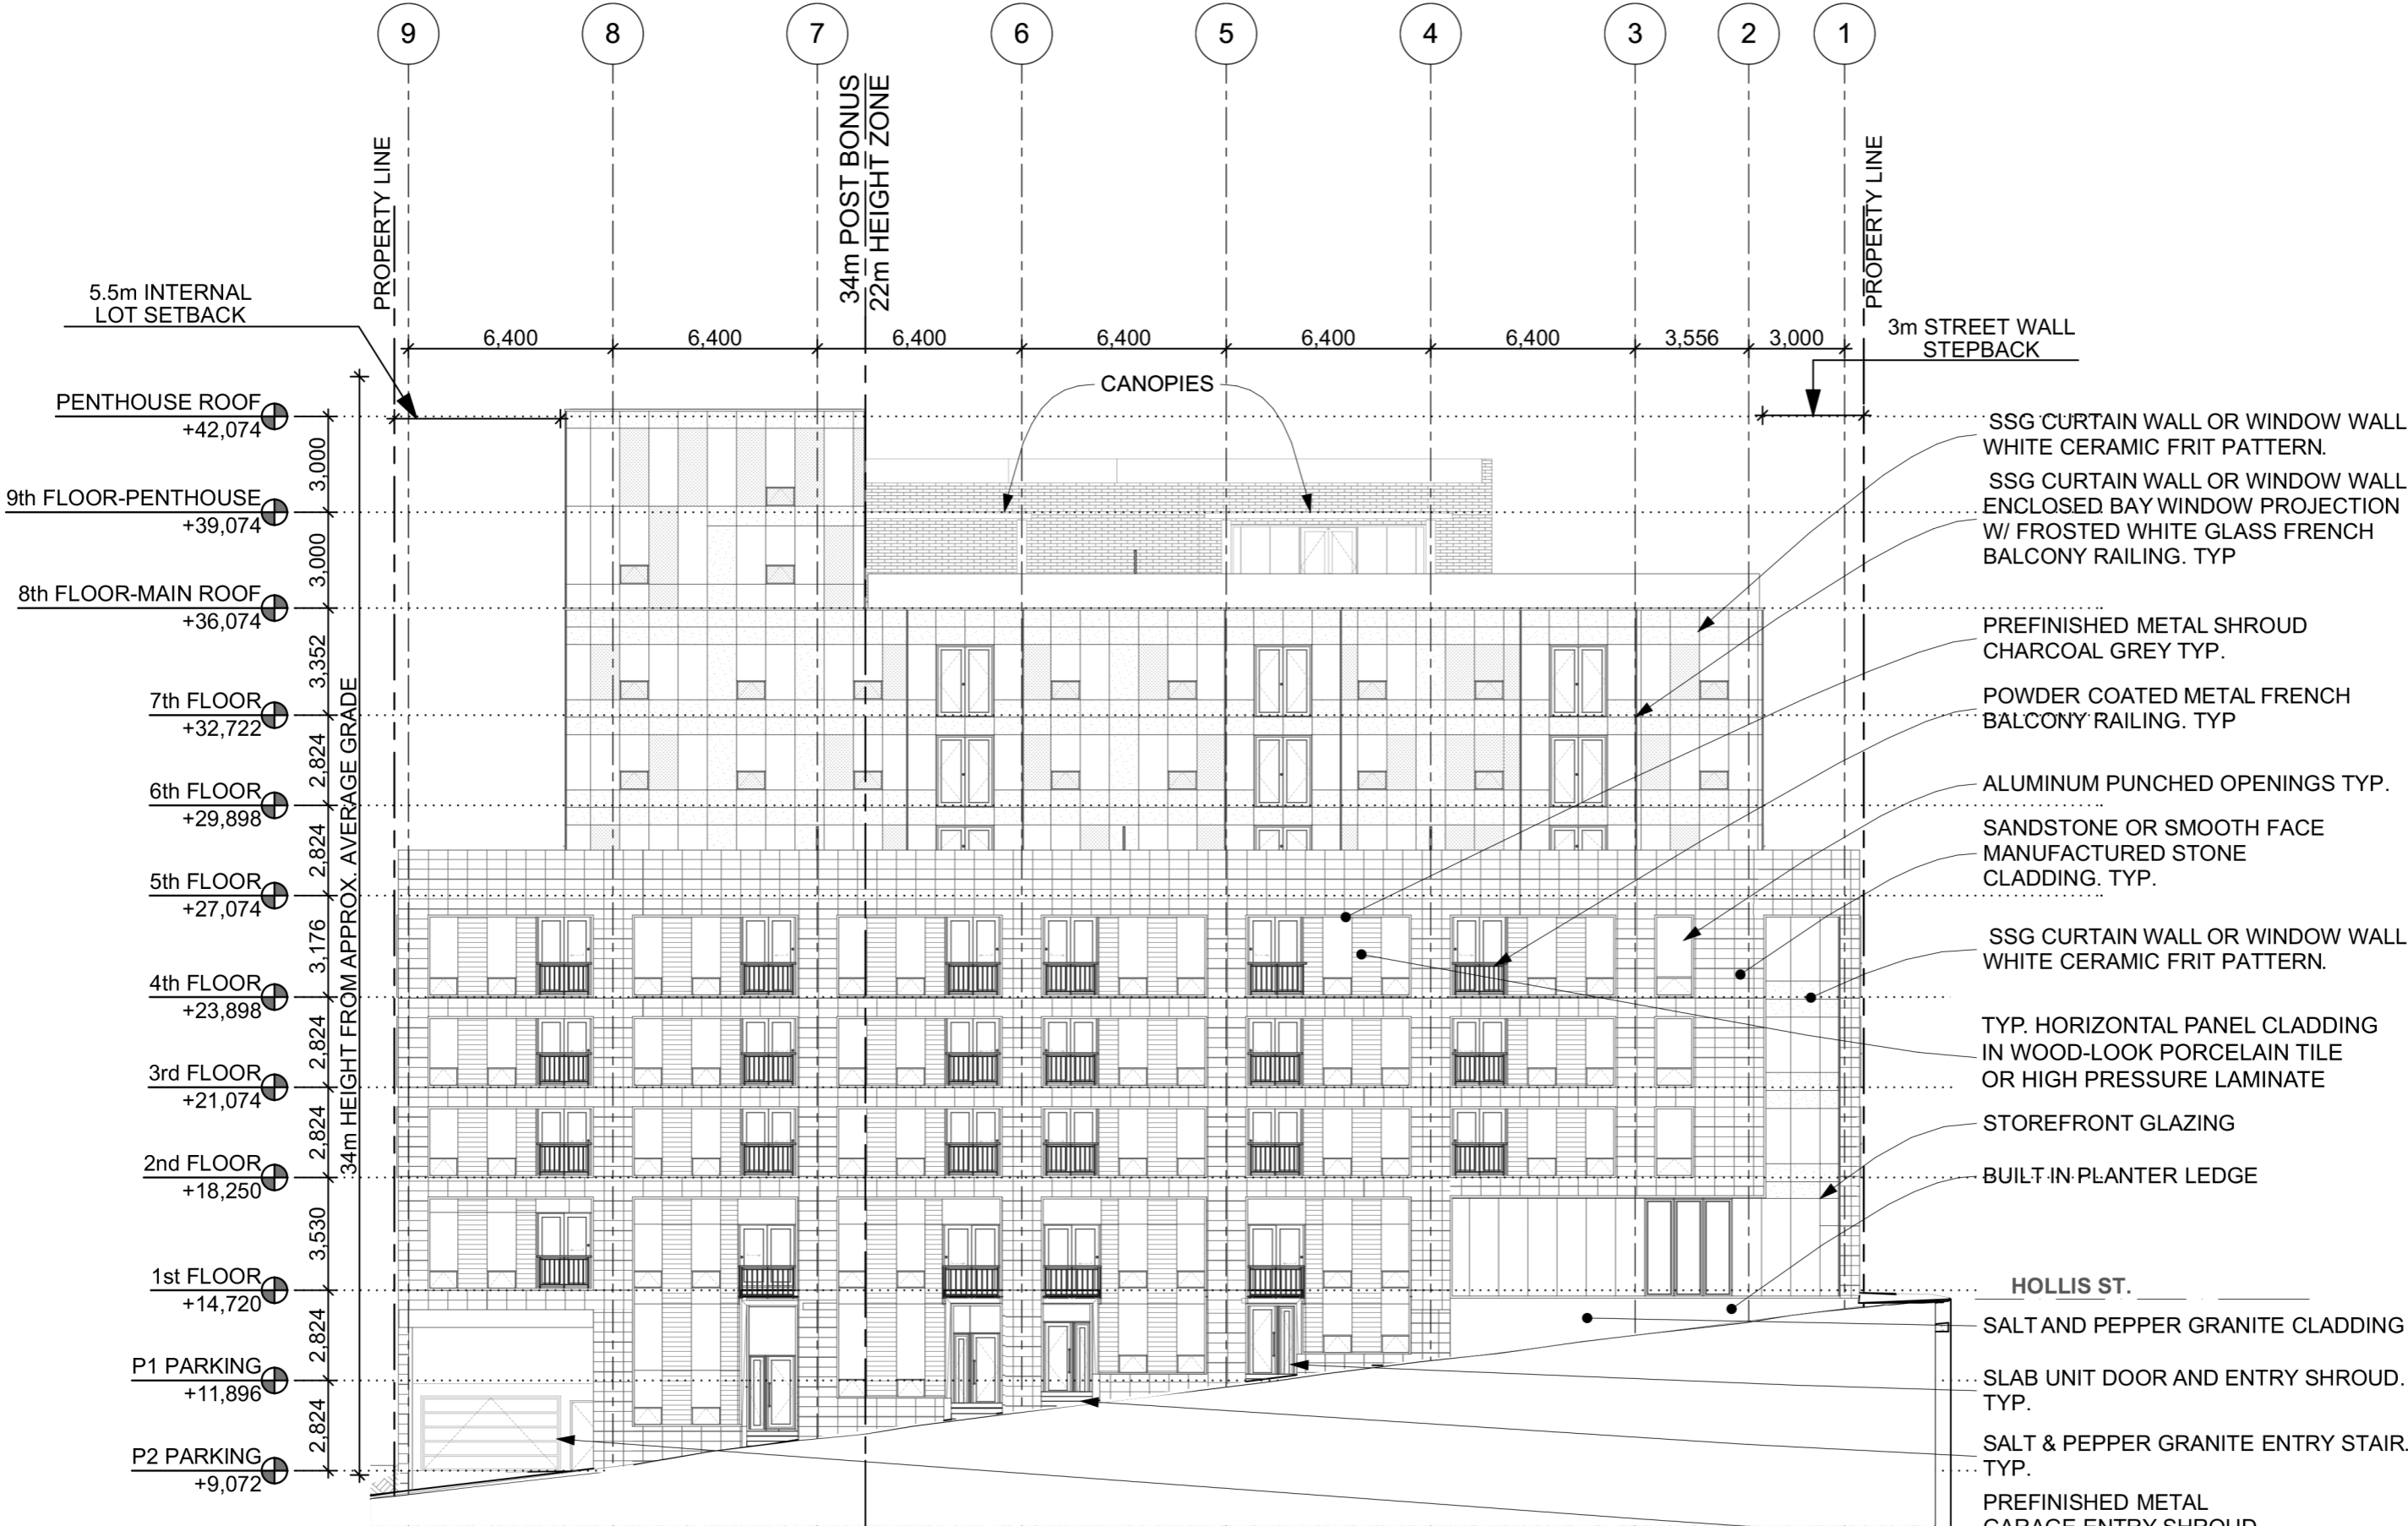 9 8 7 6 5 4 3 2 1
PROPERTY LINE
34m POST BONUS
22m HEIGHT ZONE
PROPERTY LINE
5.5m INTERNAL
LOT SETBACK
6,400 6,400 6,400 6,400 6,400 6,400 3,556 3,000
3m STREET WALL
STEPBACK
CANOPIES
PENTHOUSE ROOF
+42,074
3,000
9th FLOOR-PENTHOUSE
+39,074
3,000
8th FLOOR-MAIN ROOF
+36,074
3,352
7th FLOOR
+32,722
2,824
6th FLOOR
+29,898
2,824
5th FLOOR
+27,074
3,176
4th FLOOR
+23,898
2,824
3rd FLOOR
+21,074
2,824
2nd FLOOR
+18,250
3,530
1st FLOOR
+14,720
2,824
P1 PARKING
+11,896
2,824
P2 PARKING
+9,072
34m HEIGHT FROM APPROX. AVERAGE GRADE
SSG CURTAIN WALL OR WINDOW WALL
WHITE CERAMIC FRIT PATTERN.
SSG CURTAIN WALL OR WINDOW WALL
ENCLOSED BAY WINDOW PROJECTION
W/ FROSTED WHITE GLASS FRENCH
BALCONY RAILING. TYP
PREFINISHED METAL SHROUD
CHARCOAL GREY TYP.
POWDER COATED METAL FRENCH
BALCONY RAILING. TYP
ALUMINUM PUNCHED OPENINGS TYP.
SANDSTONE OR SMOOTH FACE
MANUFACTURED STONE
CLADDING. TYP.
SSG CURTAIN WALL OR WINDOW WALL
WHITE CERAMIC FRIT PATTERN.
TYP. HORIZONTAL PANEL CLADDING
IN WOOD-LOOK PORCELAIN TILE
OR HIGH PRESSURE LAMINATE
STOREFRONT GLAZING
BUILT IN PLANTER LEDGE
HOLLIS ST.
SALT AND PEPPER GRANITE CLADDING
SLAB UNIT DOOR AND ENTRY SHROUD.
TYP.
SALT & PEPPER GRANITE ENTRY STAIR.
TYP.
PREFINISHED METAL
GARAGE ENTRY SHROUD